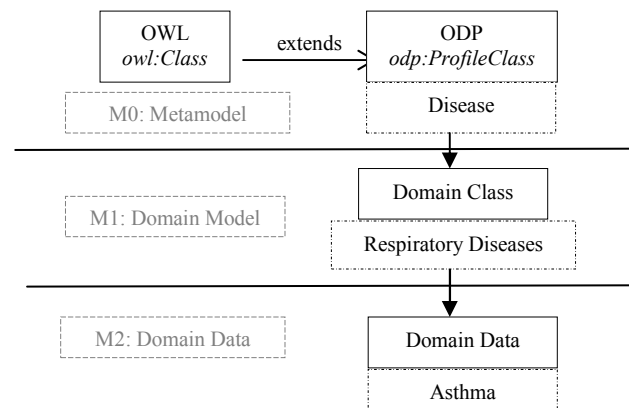 OWL
owl:Class
extends
ODP
odp:ProfileClass
M0: Metamodel
Disease
Domain Class
M1: Domain Model
Respiratory Diseases
M2: Domain Data
Domain Data
Asthma